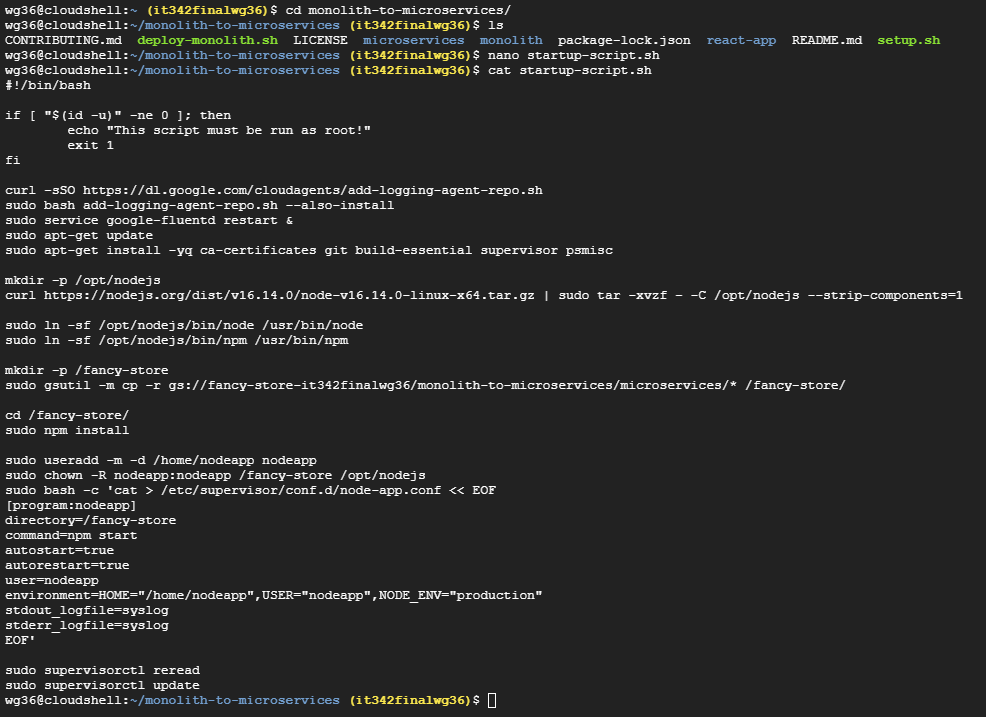 wg36@cloudshell:~ (it342finalwg36)$ cd monolith-to-microservices/
wg36@cloudshell:~/monolith-to-microservices (it342finalwg36)$ ls
CONTRIBUTING.md  deploy-monolith.sh  LICENSE  microservices  monolith  package-lock.json  react-app  README.md  setup.sh
wg36@cloudshell:~/monolith-to-microservices (it342finalwg36)$ nano startup-script.sh
wg36@cloudshell:~/monolith-to-microservices (it342finalwg36)$ cat startup-script.sh
#!/bin/bash

if [ "$(id -u)" -ne 0 ]; then
        echo "This script must be run as root!"
        exit 1
fi

curl -sSO https://dl.google.com/cloudagents/add-logging-agent-repo.sh
sudo bash add-logging-agent-repo.sh --also-install
sudo service google-fluentd restart &
sudo apt-get update
sudo apt-get install -yq ca-certificates git build-essential supervisor psmisc

mkdir -p /opt/nodejs
curl https://nodejs.org/dist/v16.14.0/node-v16.14.0-linux-x64.tar.gz | sudo tar -xvzf - -C /opt/nodejs --strip-components=1

sudo ln -sf /opt/nodejs/bin/node /usr/bin/node
sudo ln -sf /opt/nodejs/bin/npm /usr/bin/npm

mkdir -p /fancy-store
sudo gsutil -m cp -r gs://fancy-store-it342finalwg36/monolith-to-microservices/microservices/* /fancy-store/

cd /fancy-store/
sudo npm install

sudo useradd -m -d /home/nodeapp nodeapp
sudo chown -R nodeapp:nodeapp /fancy-store /opt/nodejs
sudo bash -c 'cat > /etc/supervisor/conf.d/node-app.conf << EOF
[program:nodeapp]
directory=/fancy-store
command=npm start
autostart=true
autorestart=true
user=nodeapp
environment=HOME="/home/nodeapp",USER="nodeapp",NODE_ENV="production"
stdout_logfile=syslog
stderr_logfile=syslog
EOF'

sudo supervisorctl reread
sudo supervisorctl update
wg36@cloudshell:~/monolith-to-microservices (it342finalwg36)$